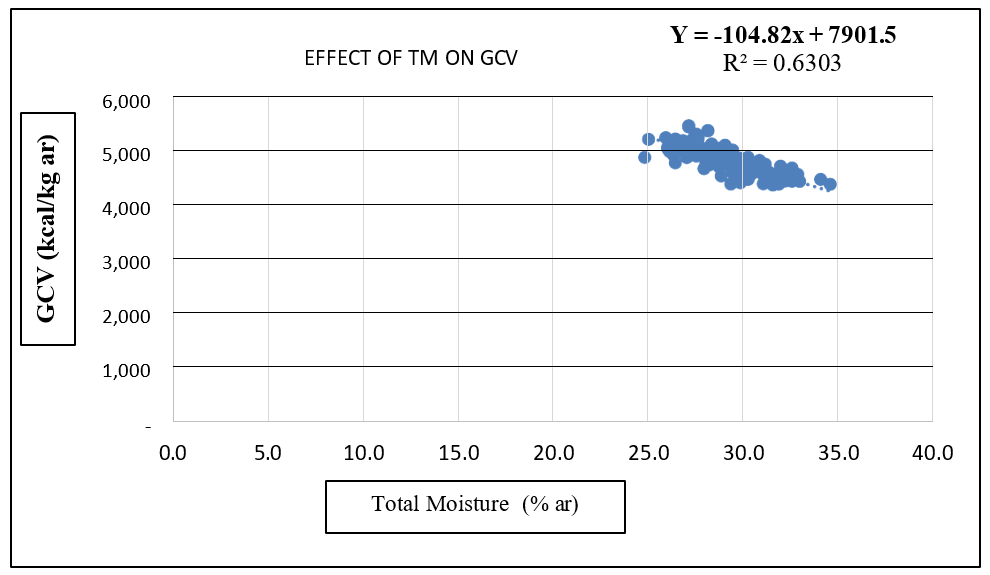 Y = -104.82x + 7901.5
EFFECT OF TM ON GCV
R² = 0.6303
6,000
5,000
4,000
3,000
2,000
1,000
-
GCV (kcal/kg ar)
0.0 5.0 10.0 15.0 20.0 25.0 30.0 35.0 40.0
Total Moisture (% ar)